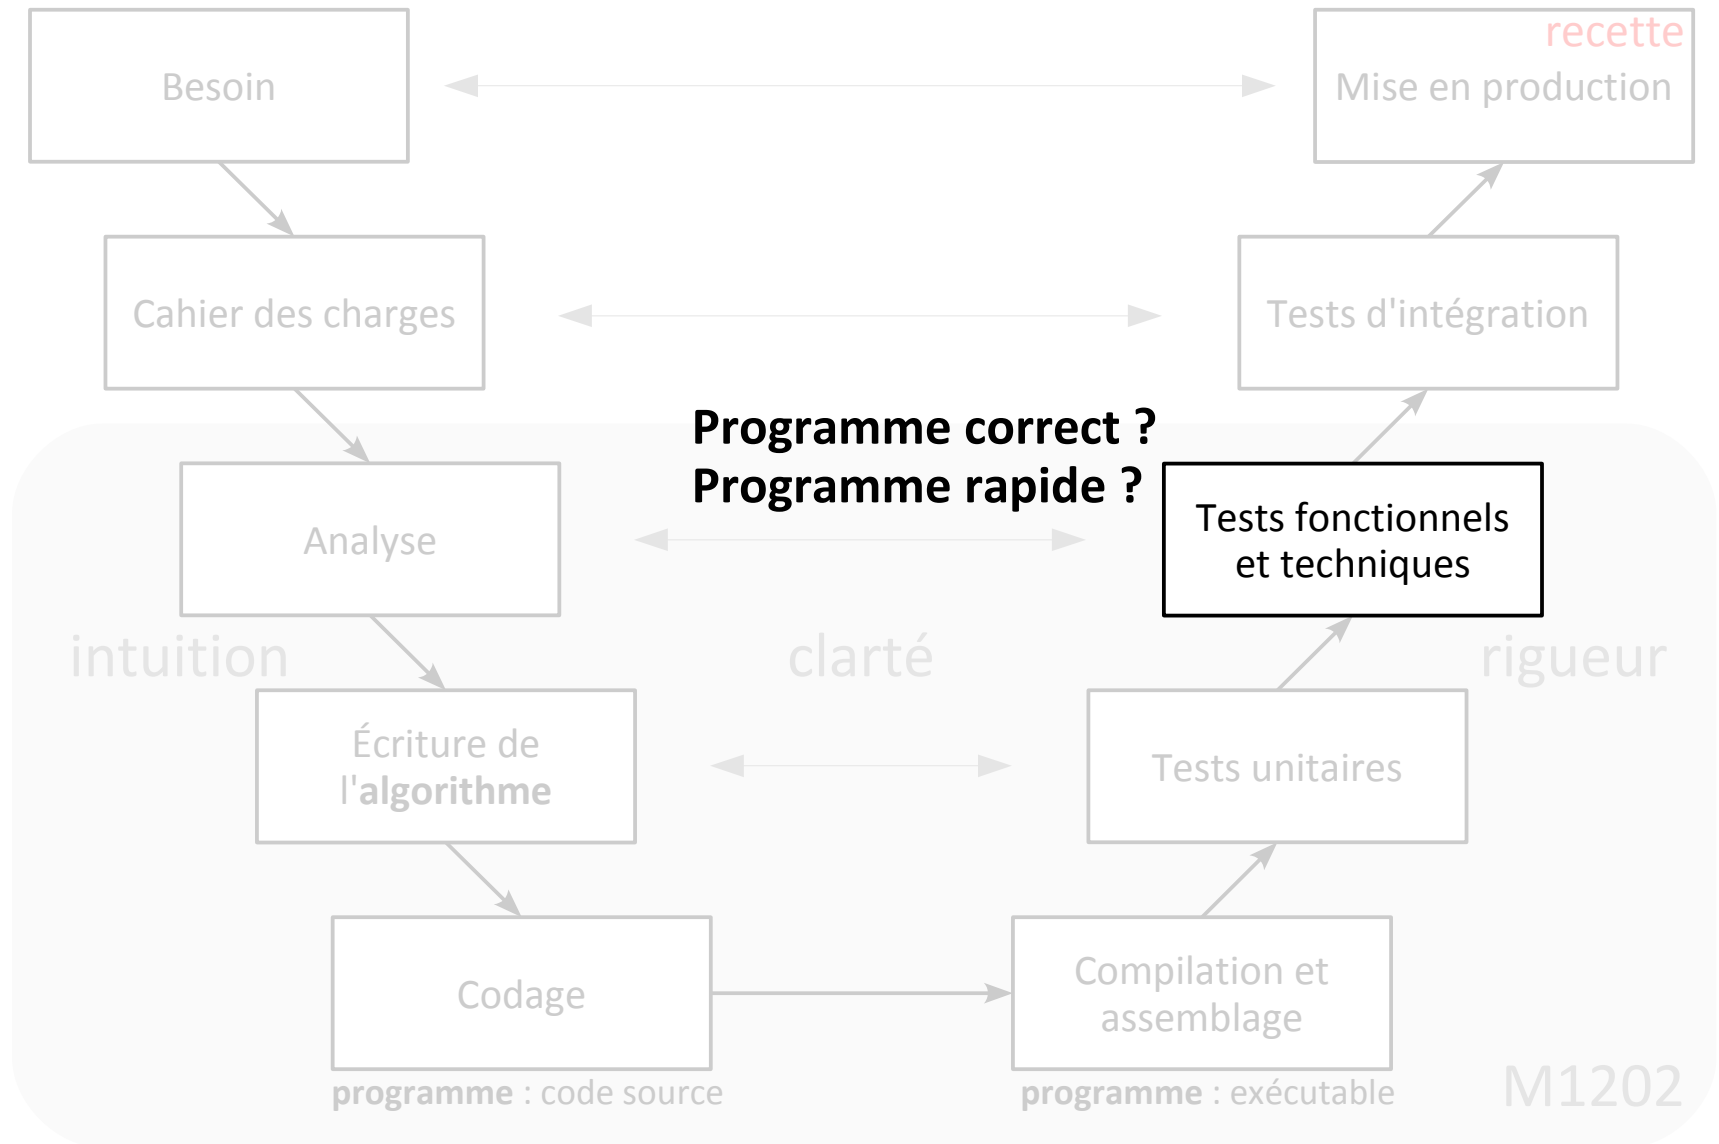 recette
Besoin
Mise en production
Cahier des charges
Tests d'intégration
Programme correct ?
Programme rapide ?
Analyse
Tests fonctionnels
et techniques
intuition
clarté
rigueur
Écriture de
l'algorithme
Tests unitaires
Codage
Compilation et
assemblage
programme : code source
programme : exécutable
M1202